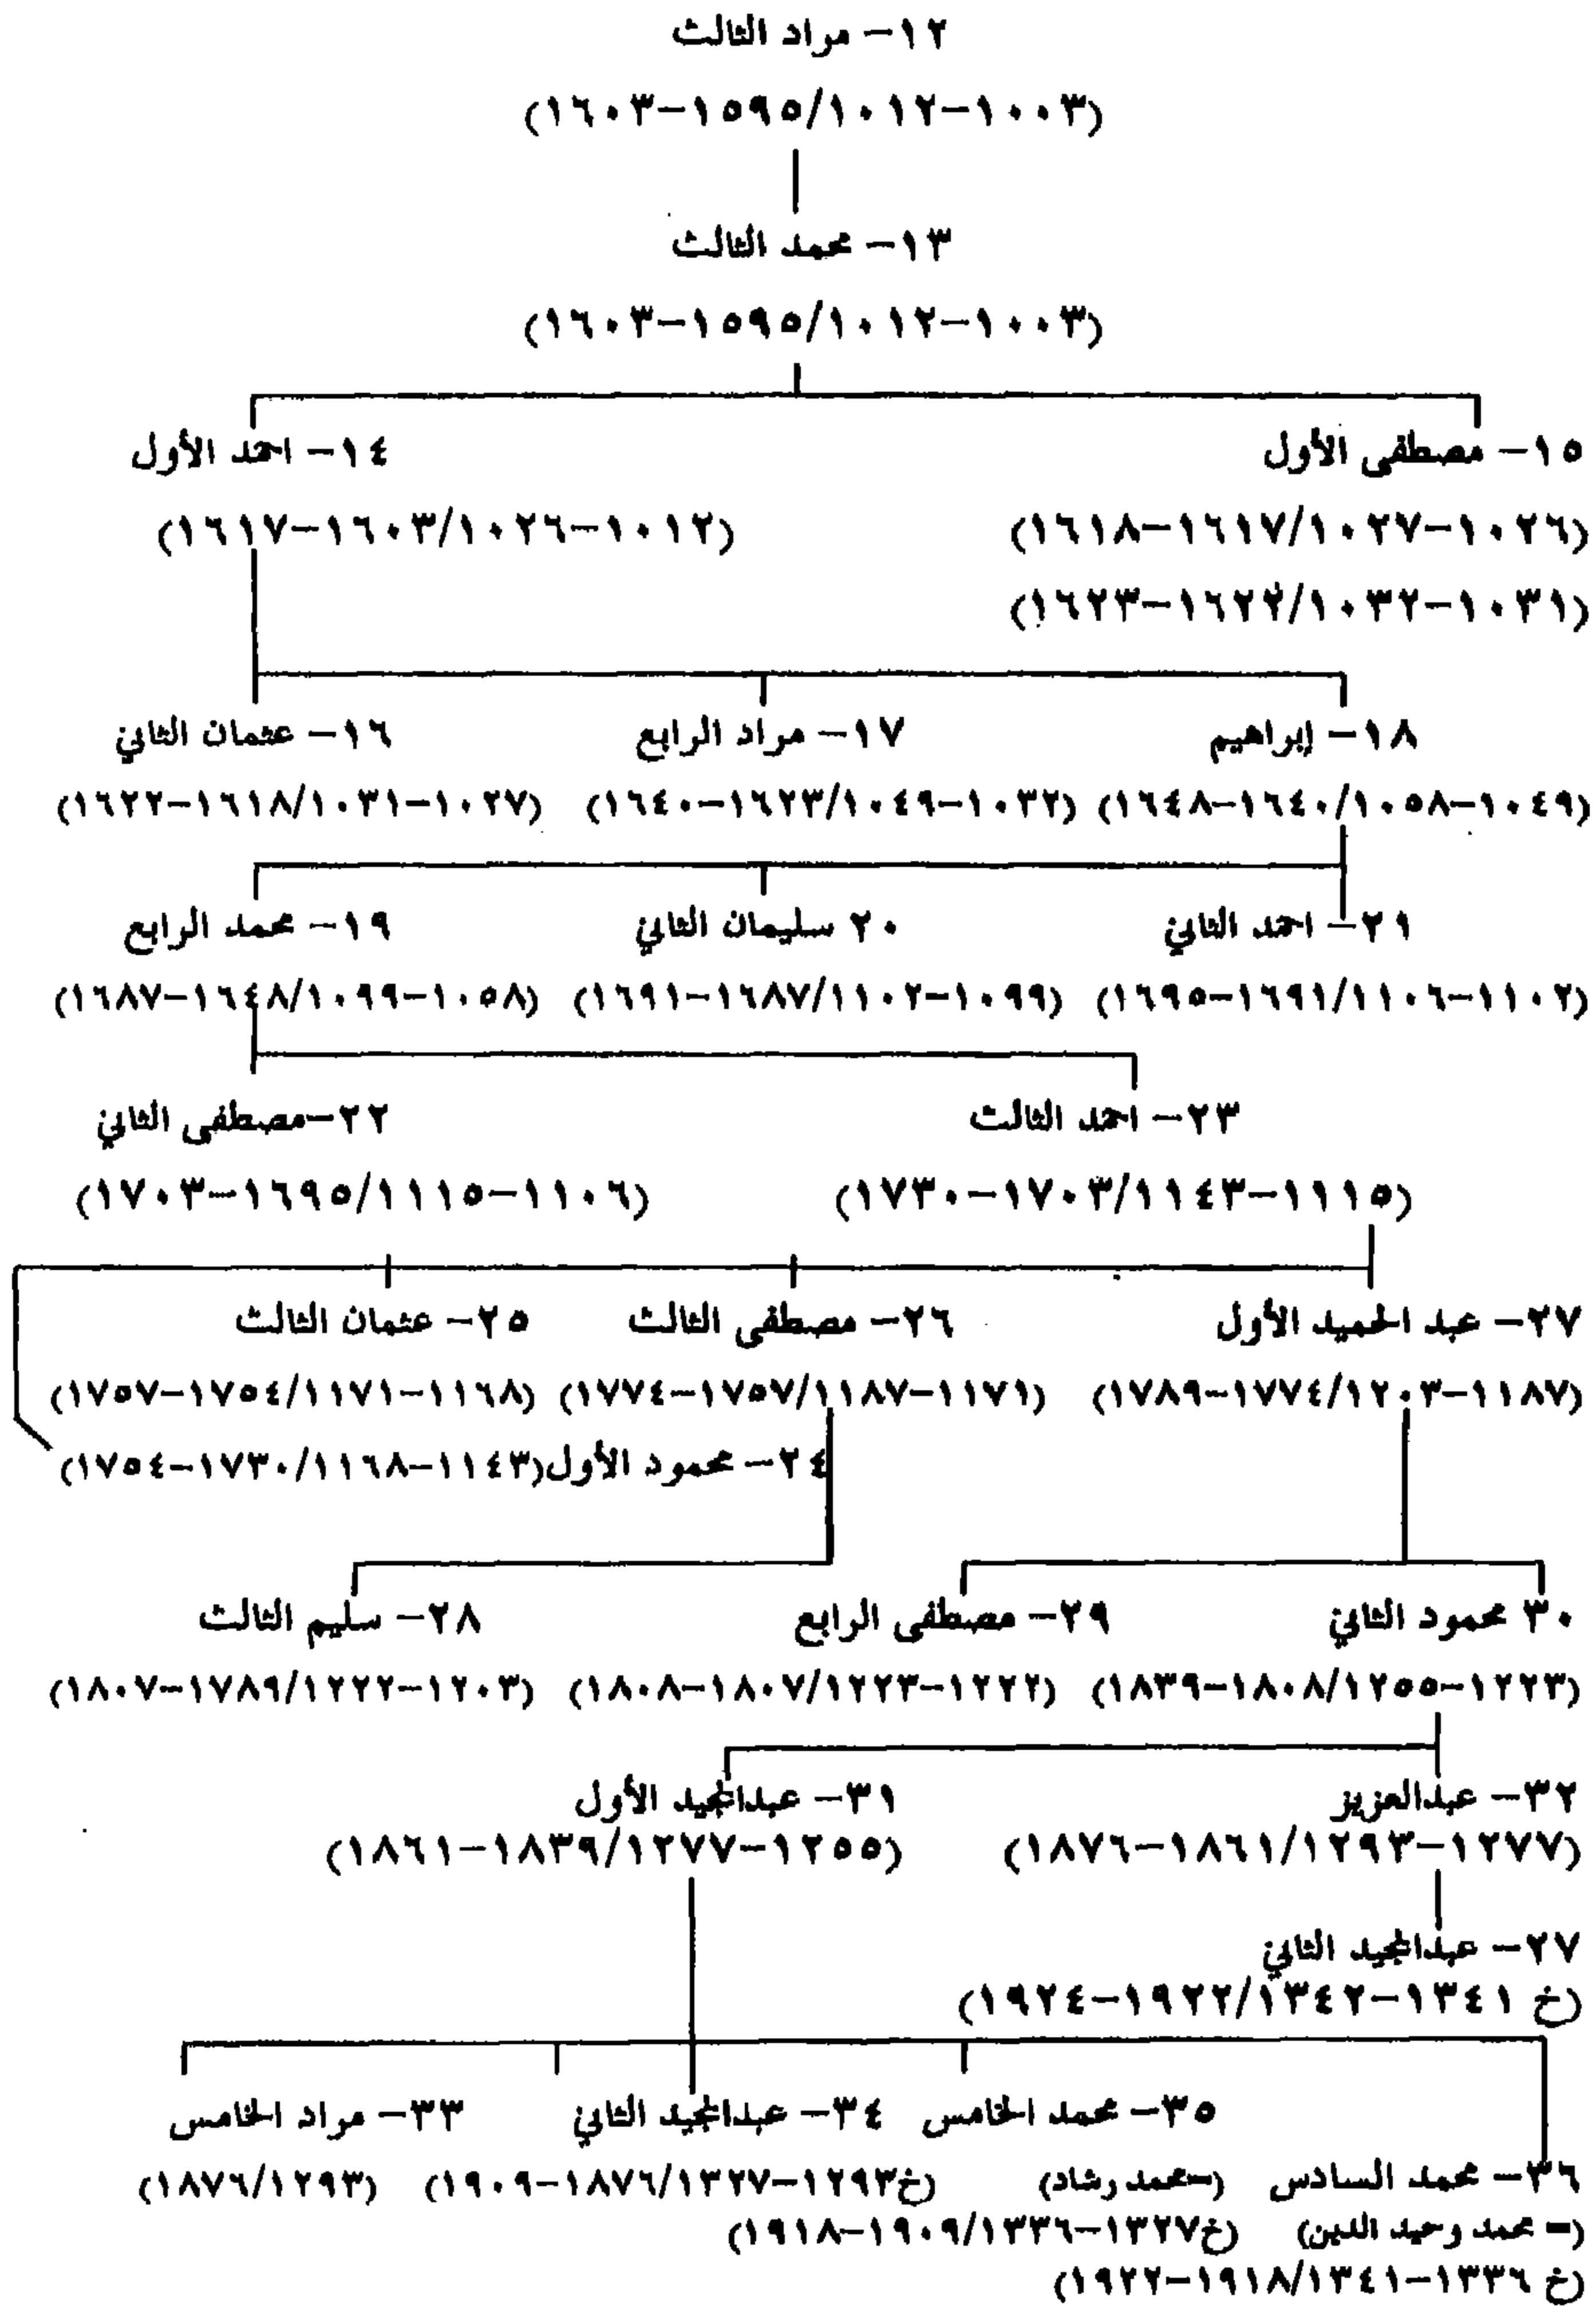 ١٢- مراد الثالث
(١٠٠٣-١٠١٢/١٥٩٥-١٦٠٣)
١٣- محمد الثالث
(١٠٠٣-١٠١٢/١٥٩٥-١٦٠٣)
١٥- مصطفى الأول ١٤- احمد الأول
(١٠٢٦-١٠٢٧/١٦١٧-١٦١٨) (١٠١٢-١٠٢٦/١٦٠٣-١٦١٧)
(١٠٣١-١٠٣٢/١٦٢٢-١٦٢٣)
١٨- إبراهيم ١٧- مراد الرابع ١٦- عثمان الثاني
(١٠٤٩-١٠٥٨/١٦٤٠-١٦٤٨) (١٠٣٢-١٠٤٩/١٦٢٣-١٦٤٠) (١٠٢٧-١٠٣١/١٦١٨-١٦٢٢)
٢١- احمد الثاني ٢٠ سليمان الثاني ١٩- محمد الرابع
(١١٠٢-١١٠٦/١٦٩١-١٦٩٥) (١٠٩٩-١١٠٢/١٦٨٧-١٦٩١) (١٠٥٨-١٠٩٩/١٦٤٨-١٦٨٧)
٢٣- احمد الثالث ٢٢-مصطفى الثاني
(١١١٥-١١٤٣/١٧٠٣-١٧٣٠) (١١٠٦-١١١٥/١٦٩٥-١٧٠٣)
٢٧- عبد الحميد الأول ٢٦- مصطفى الثالث ٢٥- عثمان الثالث
(١١٨٧-١٢٠٣/١٧٧٤-١٧٨٩) (١١٧١-١١٨٧/١٧٥٧-١٧٧٤) (١١٦٨-١١٧١/١٧٥٤-١٧٥٧)
٢٤- محمود الأول(١١٤٣-١١٦٨/١٧٣٠-١٧٥٤)
٣٠ محمود الثاني ٢٩- مصطفى الرابع ٢٨- سليم الثالث
(١٢٢٣-١٢٥٥/١٨٠٨-١٨٣٩) (١٢٢٢-١٢٢٣/١٨٠٧-١٨٠٨) (١٢٠٣-١٢٢٢/١٧٨٩-١٨٠٧)
٣٢- عبدالعزيز ٣١- عبدالمجيد الأول
(١٢٧٧-١٢٩٣/١٨٦١-١٨٧٦) (١٢٥٥-١٢٧٧/١٨٣٩-١٨٦١)
٢٧- عبدالمجيد الثاني
(خ ١٣٤١-١٣٤٢/١٩٢٢-١٩٢٤)
٣٥- محمد الخامس ٣٤- عبدالمجيد الثاني ٣٣- مراد الخامس
٣٦- محمد السادس (=محمد رشاد) (خ١٢٩٣-١٣٢٧/١٨٧٦-١٩٠٩) (١٢٩٣/١٨٧٦)
(= محمد وحيد الدين) (خ١٣٢٧-١٣٣٦/١٩٠٩-١٩١٨)
(خ ١٣٣٦-١٣٤١/١٩١٨-١٩٢٢)